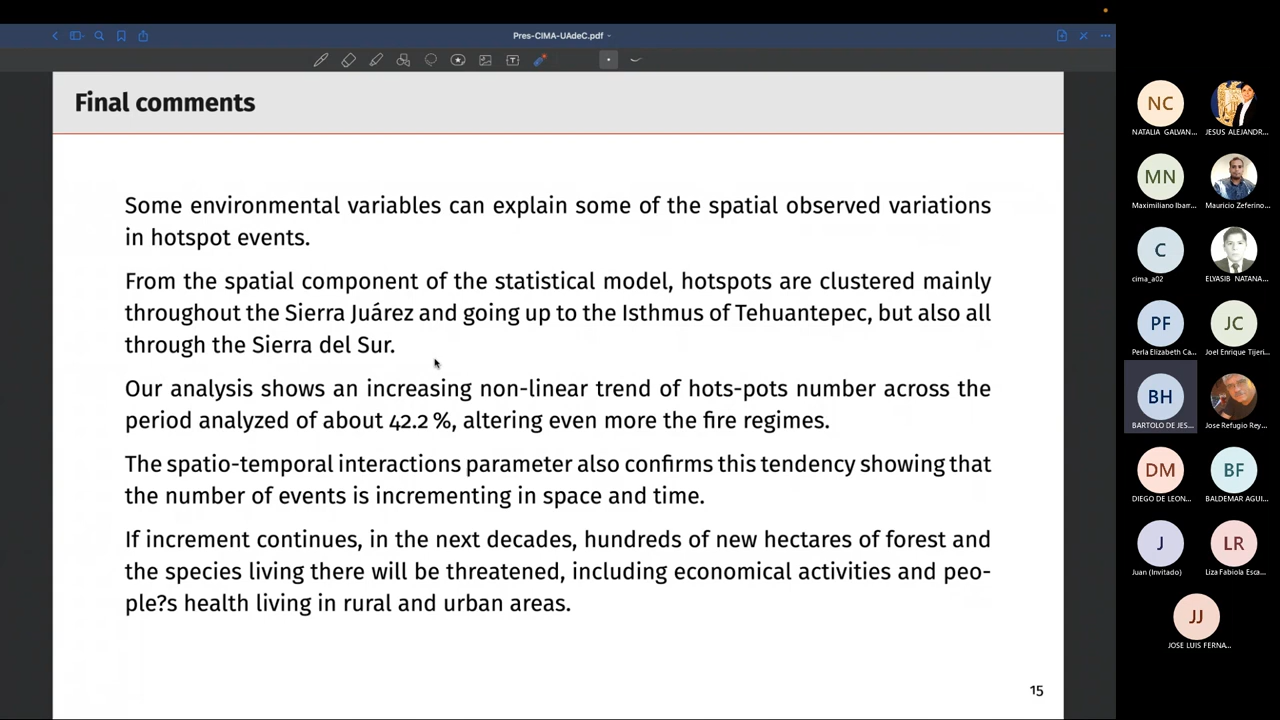 Pres-CIMA-UAdeC.pdf
Final comments
Some environmental variables can explain some of the spatial observed variations
in hotspot events.
From the spatial component of the statistical model, hotspots are clustered mainly
throughout the Sierra Juárez and going up to the Isthmus of Tehuantepec, but also all
through the Sierra del Sur.
Our analysis shows an increasing non-linear trend of hots-pots number across the
period analyzed of about 42.2 %, altering even more the fire regimes.
The spatio-temporal interactions parameter also confirms this tendency showing that
the number of events is incrementing in space and time.
If increment continues, in the next decades, hundreds of new hectares of forest and
the species living there will be threatened, including economical activities and peo-
ple?s health living in rural and urban areas.
15
NC
NATALIA GALVAN...
JESUS ALEJANDR...
MN
Maximiliano Ibarr...
Mauricio Zeferino...
C
cima_a02
ELYASIB NATANA...
PF
Perla Elizabeth Ca...
JC
Joel Enrique Tijeri...
BH
BARTOLO DE JES...
Jose Refugio Rey...
DM
DIEGO DE LEON...
BF
BALDEMAR AGUI...
J
Juan (Invitado)
LR
Liza Fabiola Esca...
JJ
JOSE LUIS FERNA...